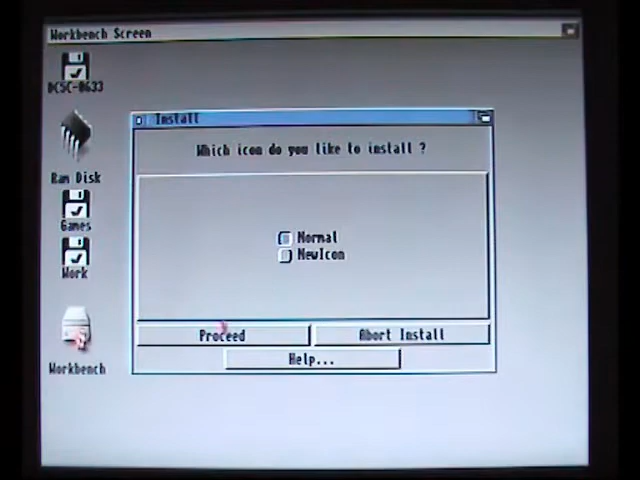 Workbench Screen
DCSC-0633
Install
Which icon do you like to install ?
Ram Disk
Games
Normal
NewIcon
Work
Proceed
Abort Install
Help...
Workbench